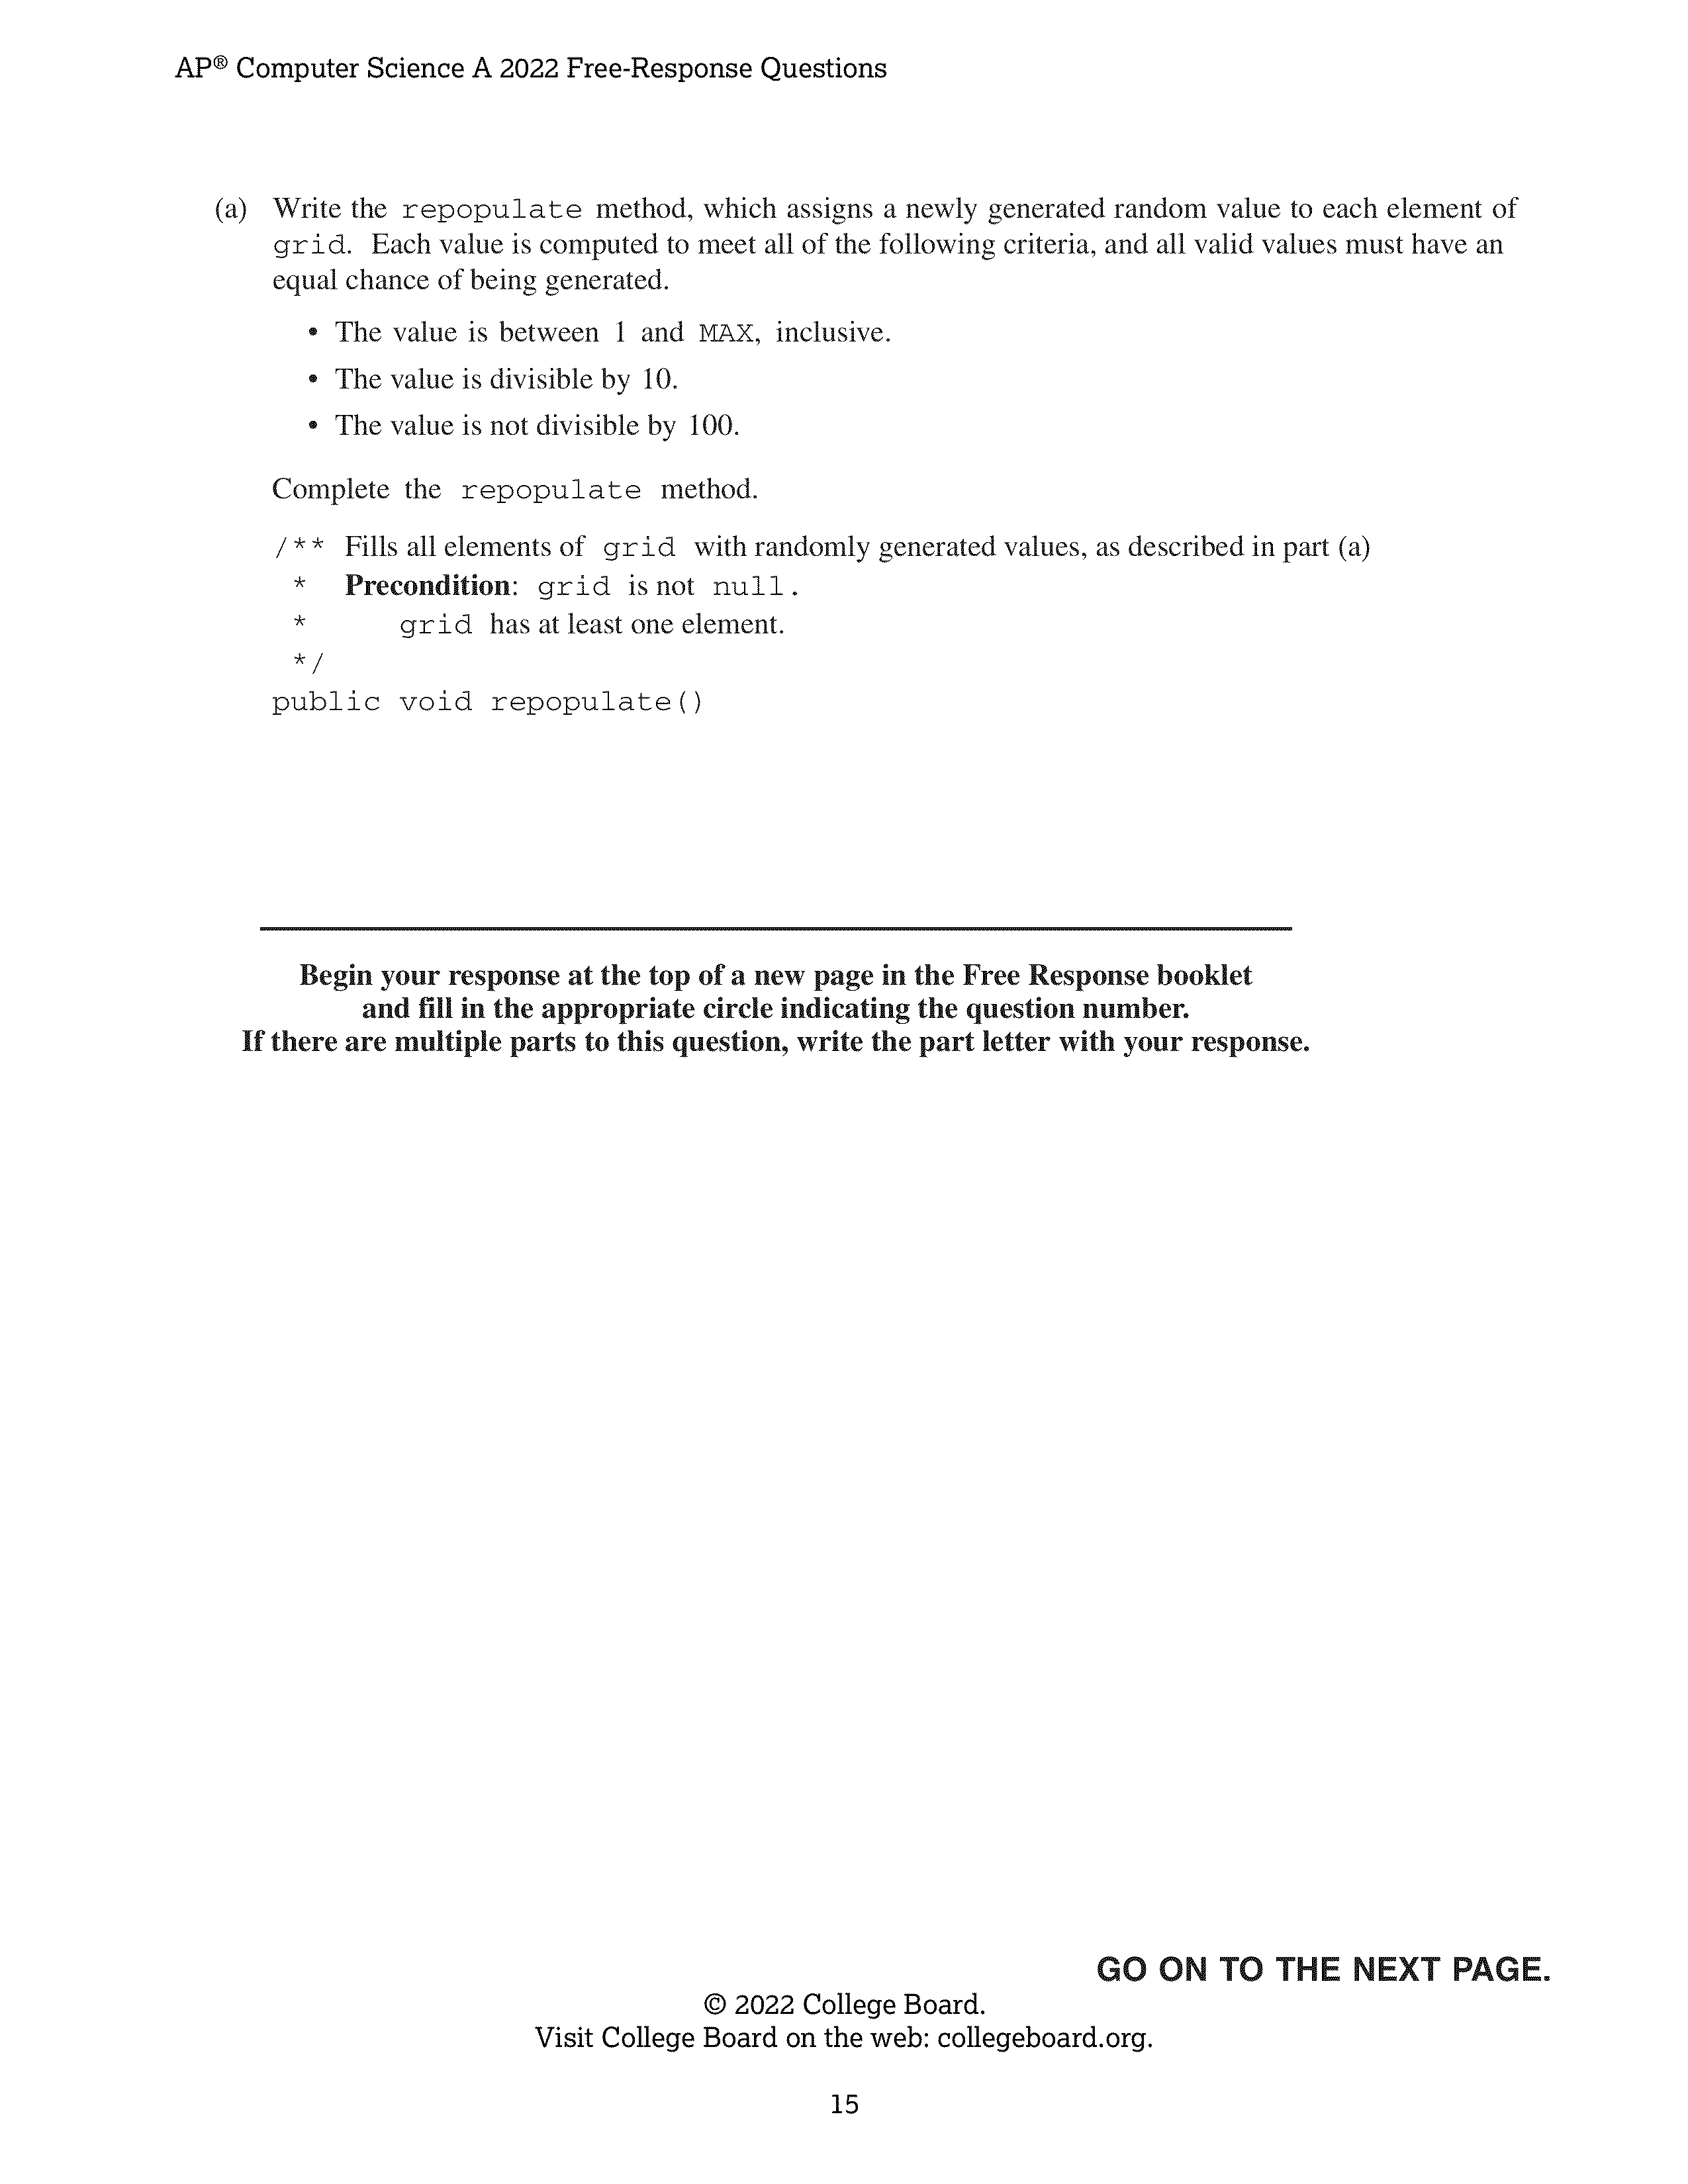 AP® Computer Science A 2022 Free-Response Questions
(a) Write the repopulate method, which assigns a newly generated random value to each element of
grid. Each value is computed to meet all of the following criteria, and all valid values must have an
equal chance of being generated.
• The value is between 1 and MAX, inclusive.
• The value is divisible by 10.
• The value is not divisible by 100.
Complete the repopulate method.
/** Fills all elements of grid with randomly generated values, as described in part (a)
* Precondition: grid is not null.
* grid has at least one element.
*/
public void repopulate()
Begin your response at the top of a new page in the Free Response booklet
and fill in the appropriate circle indicating the question number.
If there are multiple parts to this question, write the part letter with your response.
GO ON TO THE NEXT PAGE.
© 2022 College Board.
Visit College Board on the web: collegeboard.org.
15